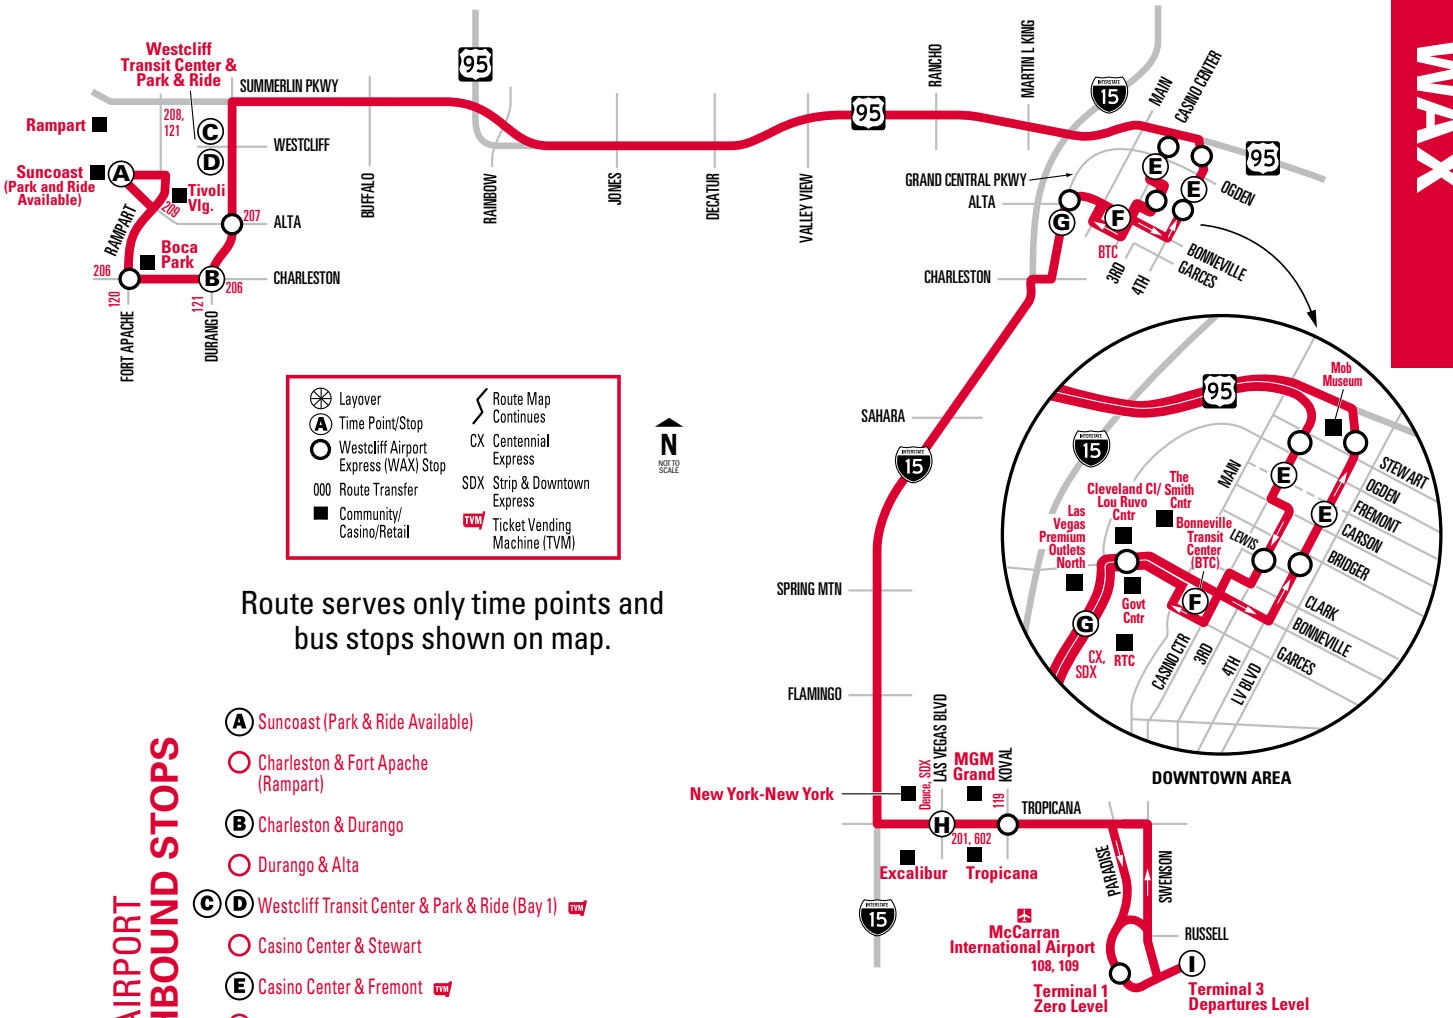 WAX
Westcliff
Transit Center &
Park & Ride
95
SUMMERLIN PKWY
208,
121
C
D
WESTCLIFF
Rampart
Suncoast
(Park and Ride
Available)
A
Tivoli
Vlg.
209
207
ALTA
RAMPART
Boca
Park
206
B
206
CHARLESTON
120
121
FORT APACHE
DURANGO
BUFFALO
RAINBOW
JONES
DECATUR
VALLEY VIEW
95
RANCHO
MARTIN L KING
INTERSTATE
15
MAIN
CASINO CENTER
95
GRAND CENTRAL PKWY
ALTA
E
E
OGDEN
G
F
BTC
3RD
4TH
BONNEVILLE
GARCES
CHARLESTON
SAHARA
INTERSTATE
15
SPRING MTN
FLAMINGO
Layover
A Time Point/Stop
Westcliff Airport
Express (WAX) Stop
000 Route Transfer
Community/
Casino/Retail
Route Map
Continues
CX Centennial
Express
SDX Strip & Downtown
Express
TVM Ticket Vending
Machine (TVM)
N
NOT TO
SCALE
Route serves only time points and
bus stops shown on map.
95
Mob
Museum
INTERSTATE
15
MAIN
E
E
STEWART
OGDEN
FREMONT
CARSON
BRIDGER
CLARK
BONNEVILLE
GARCES
Cleveland Cl/
Lou Ruvo
Cntr
The
Smith
Cntr
Las
Vegas
Premium
Outlets
North
Bonneville
Transit
Center
(BTC)
LEWIS
F
Govt
Cntr
G
CX,
SDX
RTC
CASINO CTR
3RD
4TH
LV BLVD
DOWNTOWN AREA
New York-New York
Deuce, SDX
LAS VEGAS BLVD
MGM
Grand
119
KOVAL
TROPICANA
H
201, 602
Excalibur
Tropicana
INTERSTATE
15
PARADISE
SWENSON
McCarran
International Airport
108, 109
RUSSELL
I
Terminal 1
Zero Level
Terminal 3
Departures Level
AIRPORT
HBOUND STOPS
A Suncoast (Park & Ride Available)
Charleston & Fort Apache
(Rampart)
B Charleston & Durango
Durango & Alta
C D Westcliff Transit Center & Park & Ride (Bay 1) TVM
Casino Center & Stewart
E Casino Center & Fremont TVM